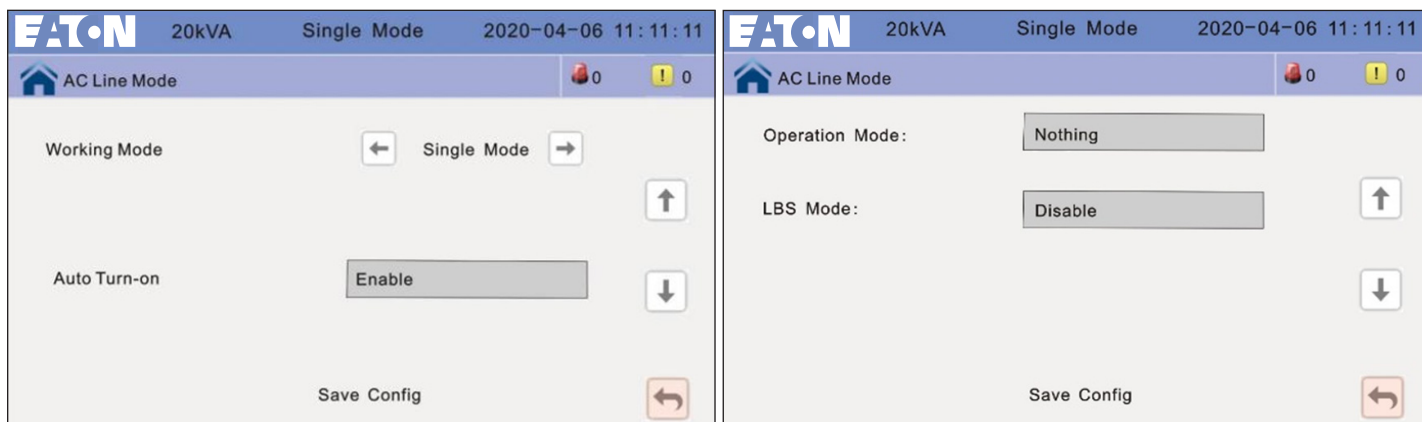 EATON 20kVA Single Mode 2020-04-06 11:11:11
AC Line Mode 0 ! 0
Working Mode Single Mode
Auto Turn-on Enable
Save Config
EATON 20kVA Single Mode 2020-04-06 11:11:11
AC Line Mode 0 ! 0
Operation Mode: Nothing
LBS Mode: Disable
Save Config